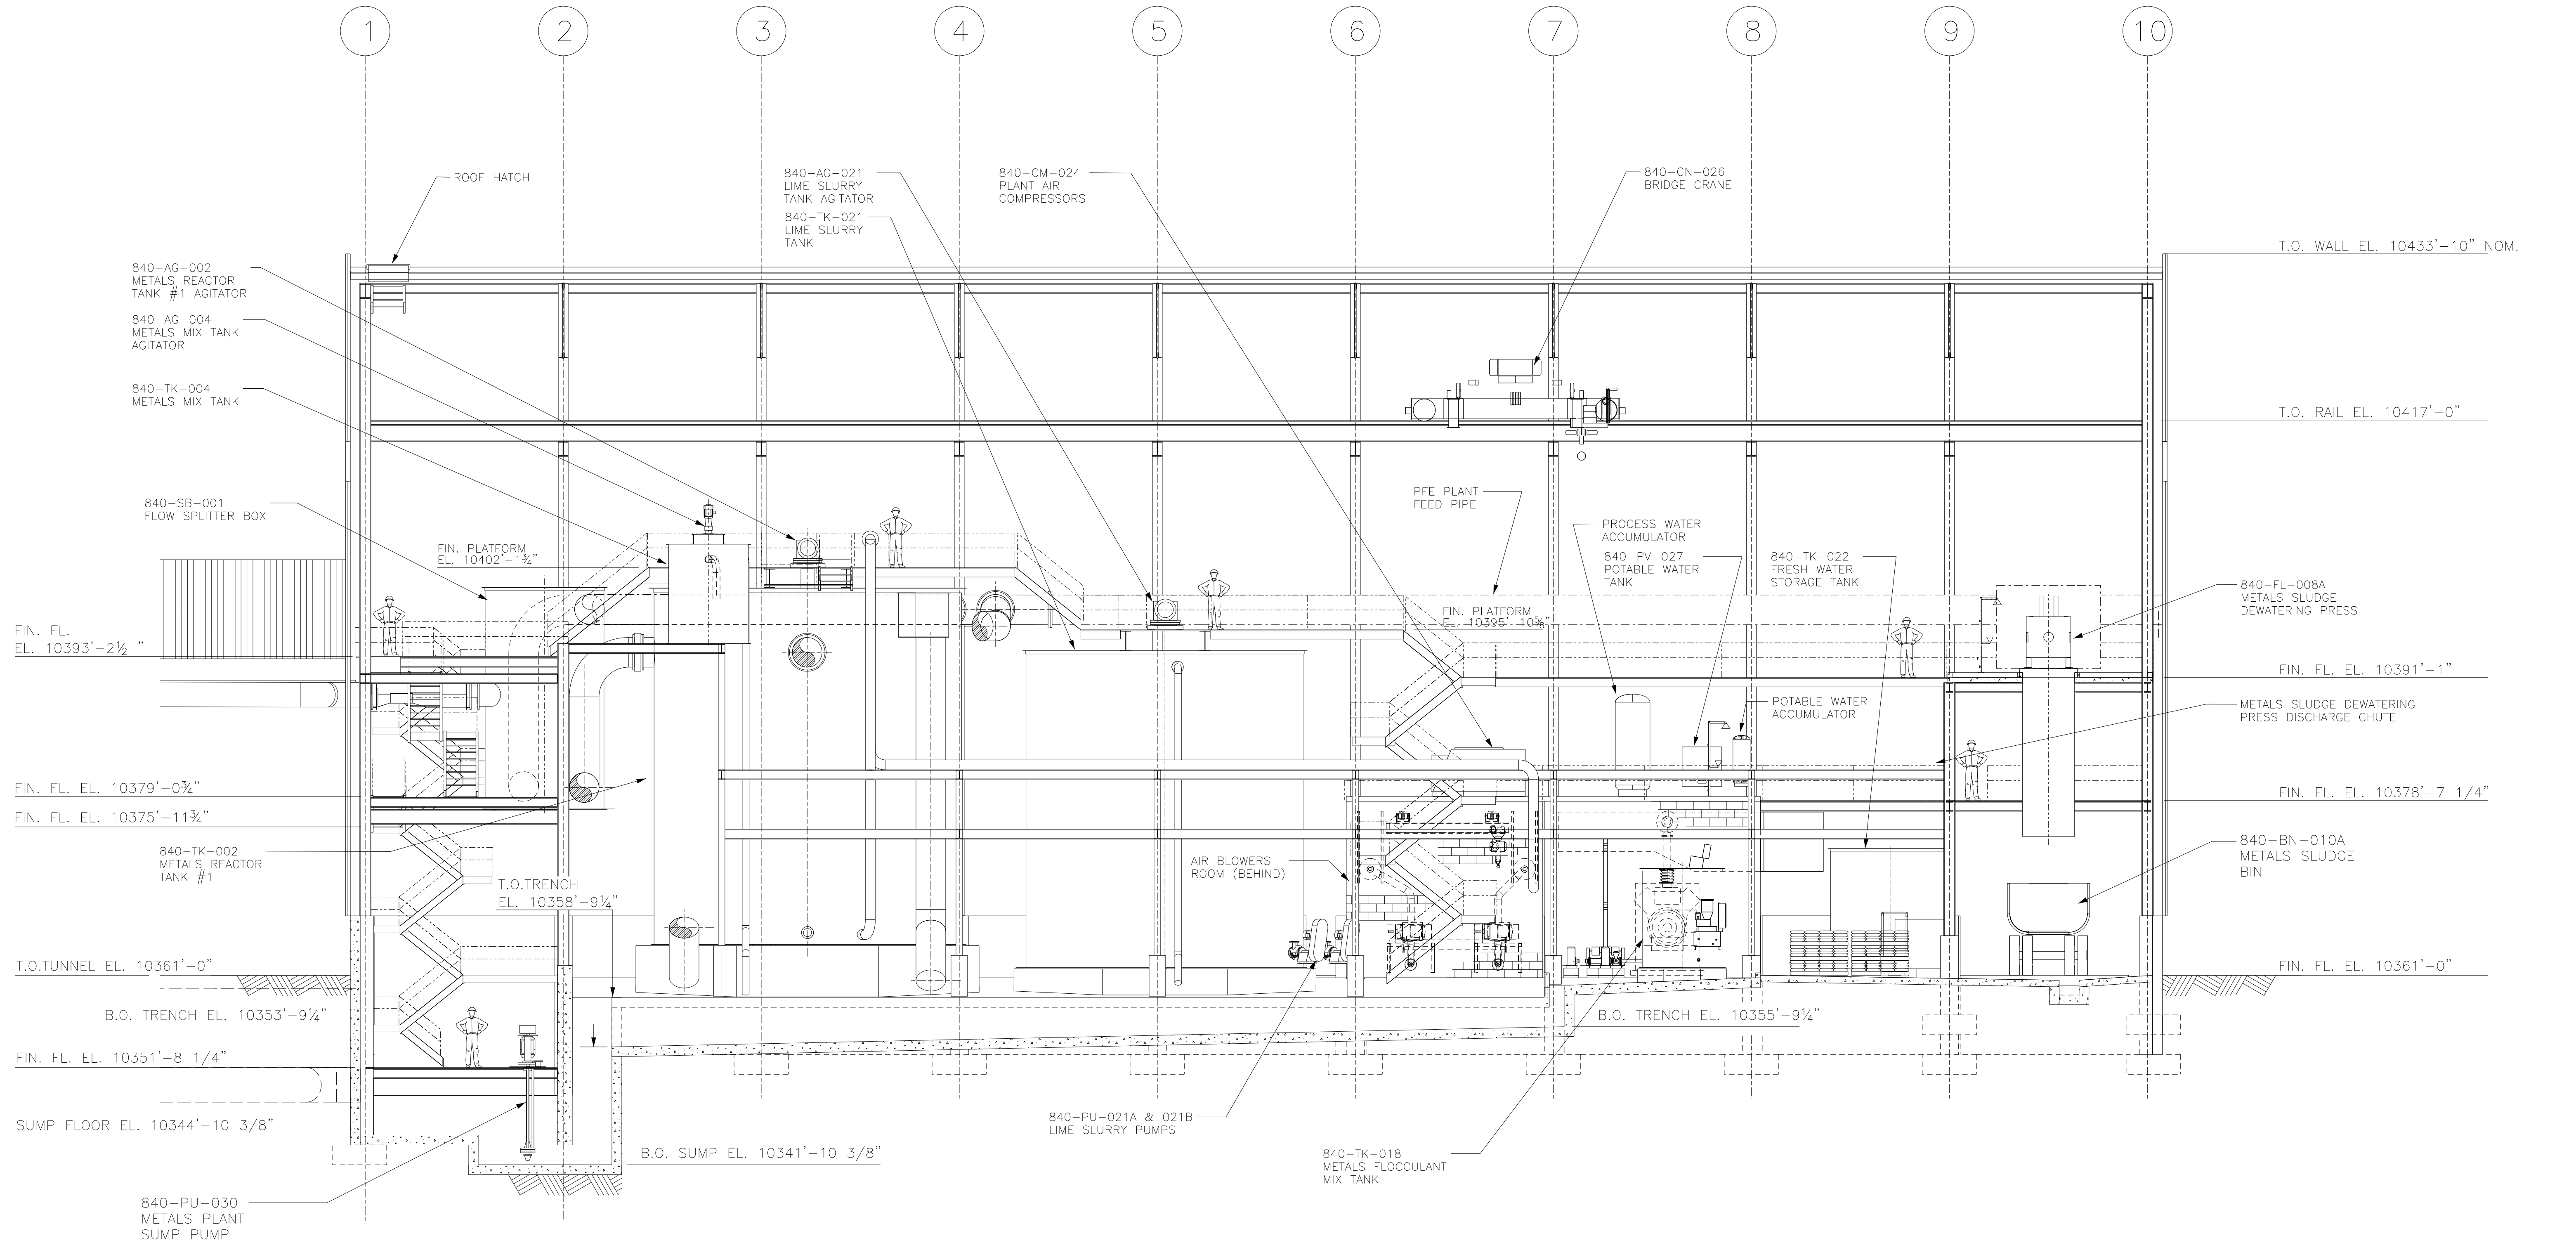 1 2 3 4 5 6 7 8 9 10
ROOF HATCH
840-AG-021
LIME SLURRY
TANK AGITATOR
840-TK-021
LIME SLURRY
TANK
840-CM-024
PLANT AIR
COMPRESSORS
840-CN-026
BRIDGE CRANE
T.O. WALL EL. 10433'-10" NOM.
840-AG-002
METALS REACTOR
TANK #1 AGITATOR
840-AG-004
METALS MIX TANK
AGITATOR
840-TK-004
METALS MIX TANK
T.O. RAIL EL. 10417'-0"
840-SB-001
FLOW SPLITTER BOX
FIN. PLATFORM
EL. 10402'-1¾"
PFE PLANT
FEED PIPE
PROCESS WATER
ACCUMULATOR
840-PV-027
POTABLE WATER
TANK
840-TK-022
FRESH WATER
STORAGE TANK
840-FL-008A
METALS SLUDGE
DEWATERING PRESS
FIN. PLATFORM
EL. 10395'-10⅝"
FIN. FL.
EL. 10393'-2½ "
FIN. FL. EL. 10391'-1"
POTABLE WATER
ACCUMULATOR
METALS SLUDGE DEWATERING
PRESS DISCHARGE CHUTE
FIN. FL. EL. 10379'-0¾"
FIN. FL. EL. 10378'-7 1/4"
FIN. FL. EL. 10375'-11¾"
840-TK-002
METALS REACTOR
TANK #1
AIR BLOWERS
ROOM (BEHIND)
840-BN-010A
METALS SLUDGE
BIN
T.O.TRENCH
EL. 10358'-9¼"
T.O.TUNNEL EL. 10361'-0"
FIN. FL. EL. 10361'-0"
B.O. TRENCH EL. 10353'-9¼"
B.O. TRENCH EL. 10355'-9¼"
FIN. FL. EL. 10351'-8 1/4"
SUMP FLOOR EL. 10344'-10 3/8"
840-PU-021A & 021B
LIME SLURRY PUMPS
B.O. SUMP EL. 10341'-10 3/8"
840-TK-018
METALS FLOCCULANT
MIX TANK
840-PU-030
METALS PLANT
SUMP PUMP